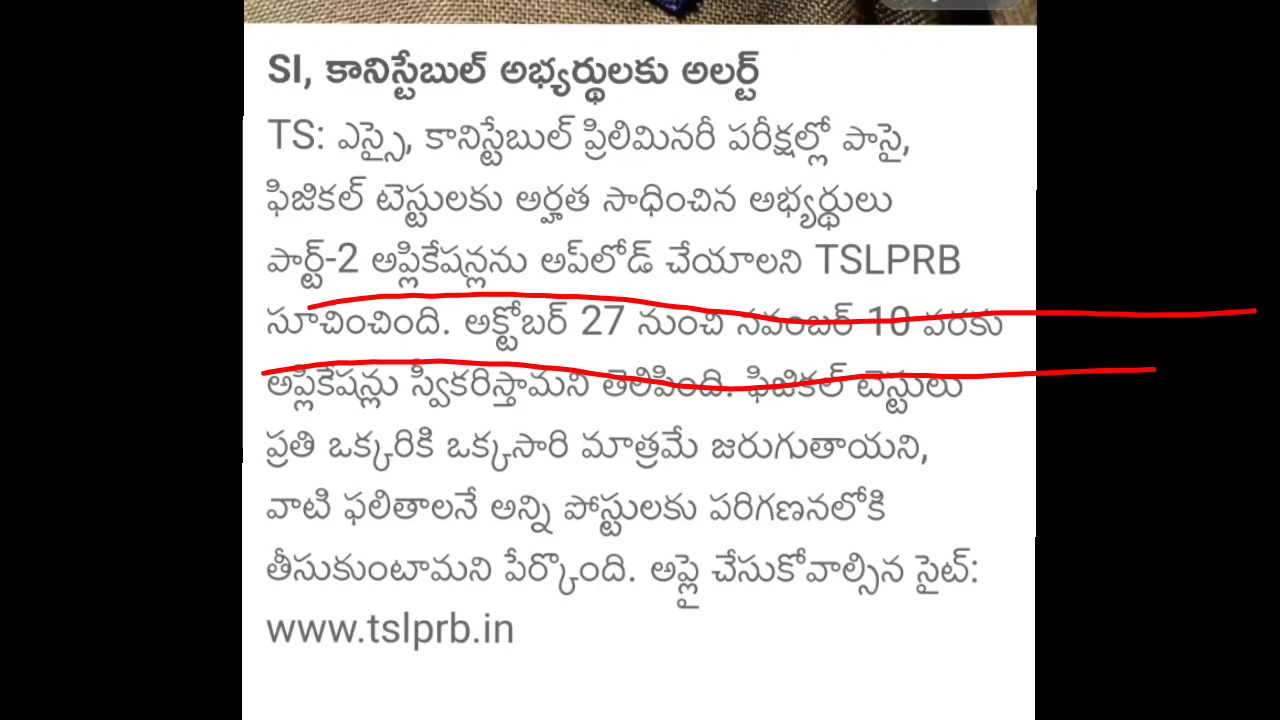 SI, కానిస్టేబుల్ అభ్యర్థులకు అలర్ట్
TS: ఎస్సై, కానిస్టేబుల్ ప్రిలిమినరీ పరీక్షల్లో పాసై,
ఫిజికల్ టెస్టులకు అర్హత సాధించిన అభ్యర్థులు
పార్ట్-2 అప్లికేషన్లను అప్‌లోడ్ చేయాలని TSLPRB
సూచించింది. అక్టోబర్ 27 నుంచి నవంబర్ 10 వరకు
అప్లికేషన్లు స్వీకరిస్తామని తెలిపింది. ఫిజికల్ టెస్టులు
ప్రతి ఒక్కరికి ఒక్కసారి మాత్రమే జరుగుతాయని,
వాటి ఫలితాలనే అన్ని పోస్టులకు పరిగణనలోకి
తీసుకుంటామని పేర్కొంది. అప్లై చేసుకోవాల్సిన సైట్:
www.tslprb.in